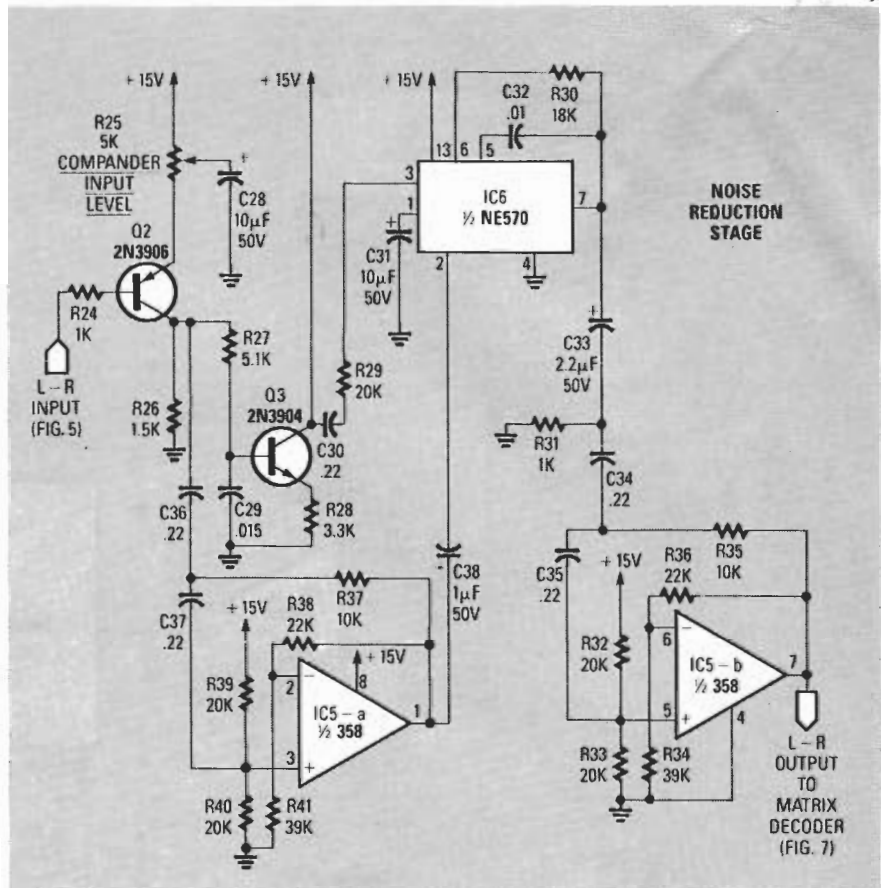 + 15V
+ 15V
+ 15V
R25
5K
COMPANDER
INPUT
LEVEL
+
C28
10μF
50V
Q2
2N3906
R24
1K
L – R
INPUT
(FIG. 5)
R26
1.5K
R27
5.1K
Q3
2N3904
C29
.015
R28
3.3K
C30
.22
R29
20K
+
C31
10μF
50V
13
6
5
3
1
2
4
7
IC6
½ NE570
C32
.01
R30
18K
NOISE
REDUCTION
STAGE
+
C33
2.2μF
50V
R31
1K
C34
.22
C36
.22
C37
.22
R37
10K
+ 15V
R38
22K
+ 15V
R39
20K
R40
20K
R41
39K
2
3
8
1
–
+
IC5 – a
½ 358
+
-
C38
1μF
50V
C35
.22
+ 15V
R36
22K
R35
10K
R32
20K
R33
20K
R34
39K
6
5
7
4
–
+
IC5 – b
½ 358
L – R
OUTPUT
TO
MATRIX
DECODER
(FIG. 7)